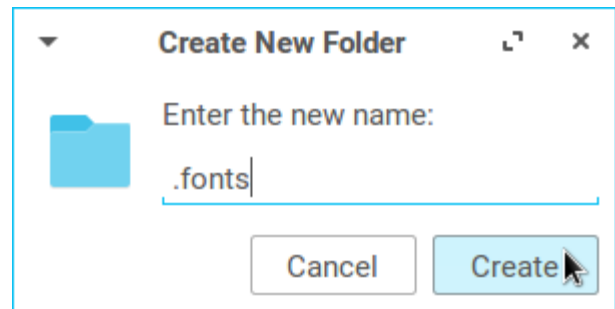 Create New Folder
Enter the new name:
.fonts
Cancel Create